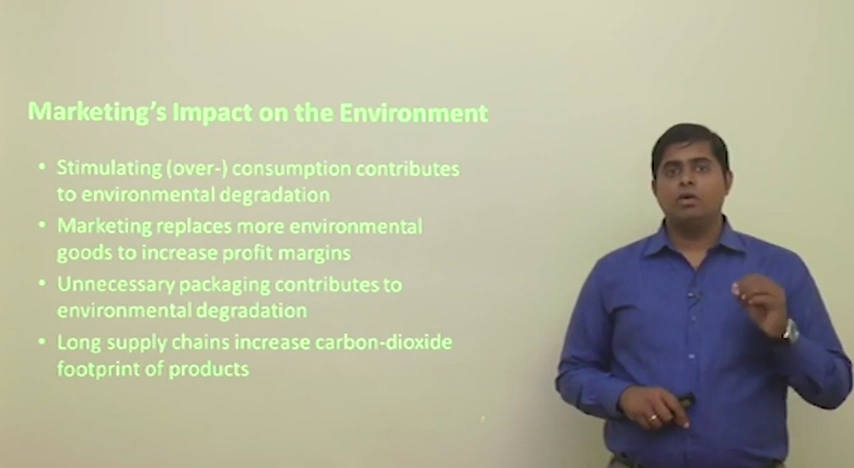 Marketing's Impact on the Environment
• Stimulating (over-) consumption contributes
to environmental degradation
• Marketing replaces more environmental
goods to increase profit margins
• Unnecessary packaging contributes to
environmental degradation
• Long supply chains increase carbon-dioxide
footprint of products